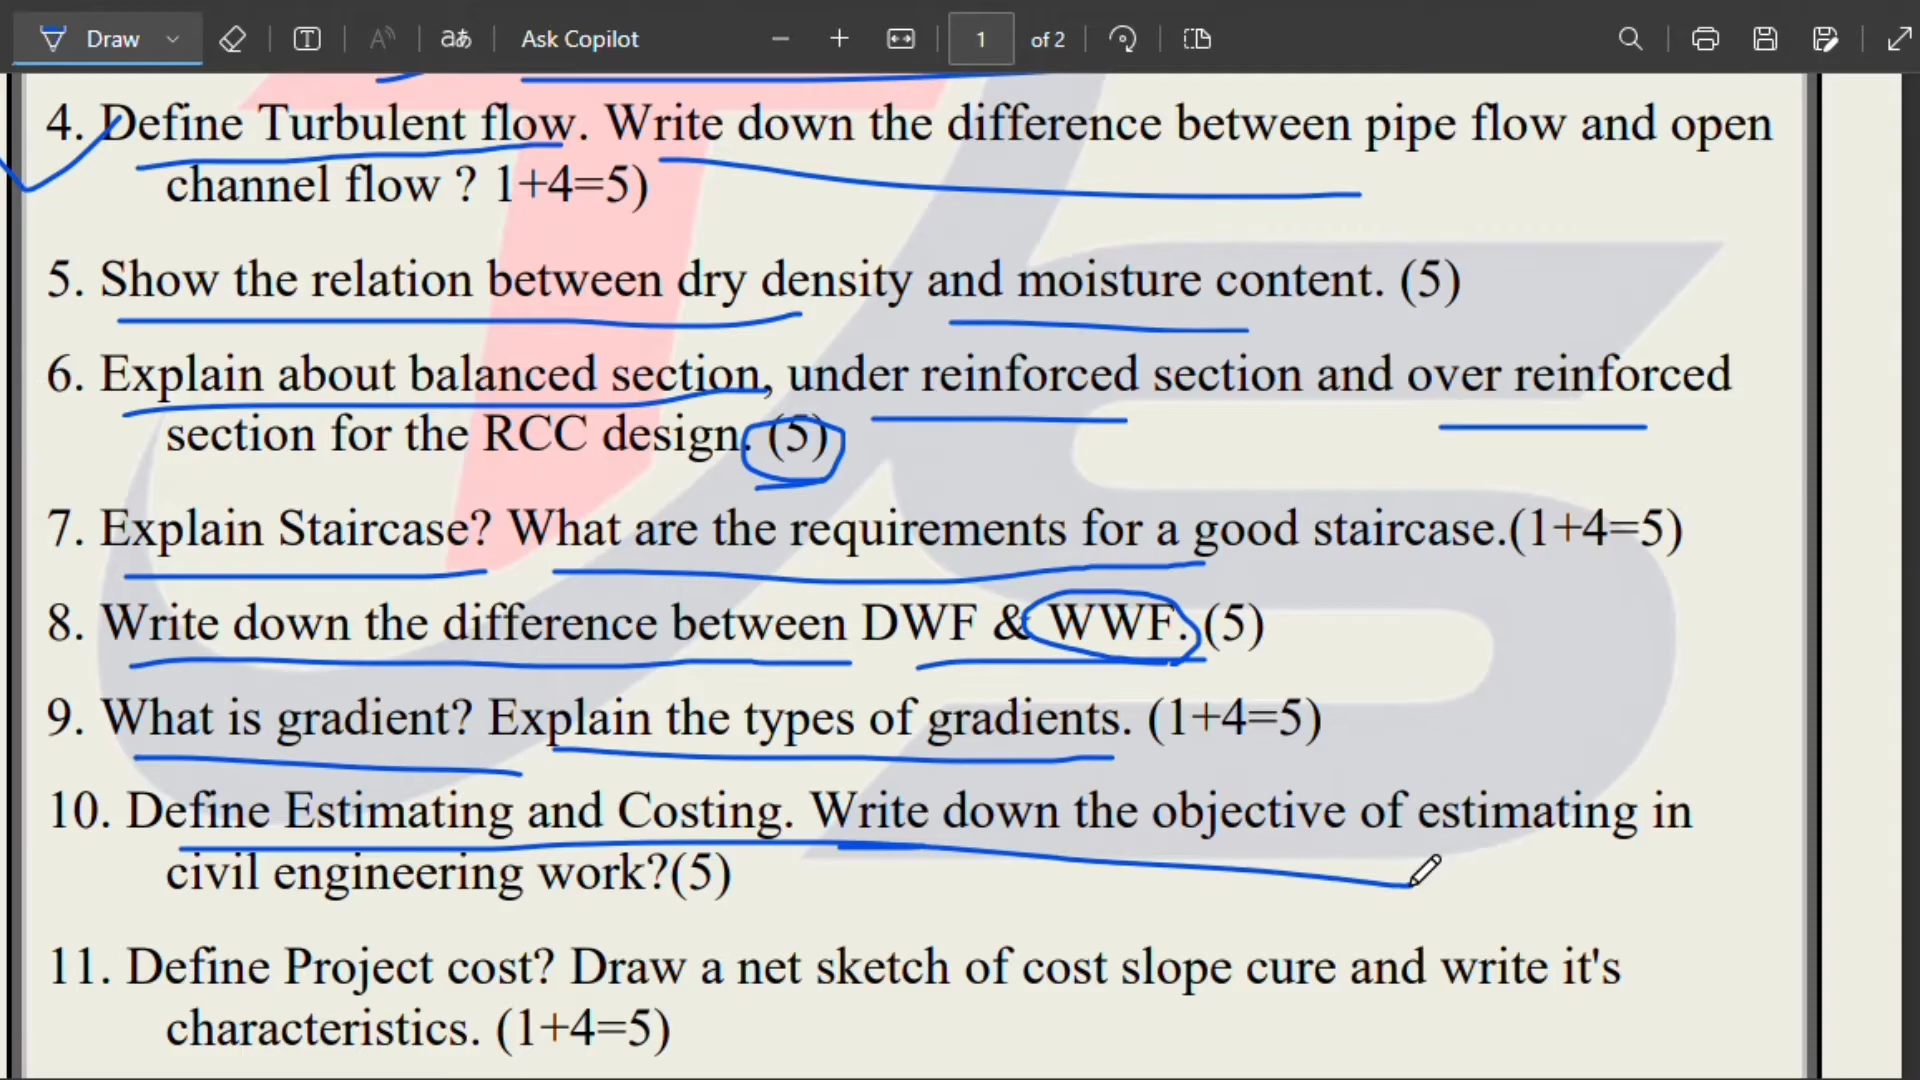 Draw
Ask Copilot
1 of 2
4. Define Turbulent flow. Write down the difference between pipe flow and open
channel flow ? 1+4=5)
5. Show the relation between dry density and moisture content. (5)
6. Explain about balanced section, under reinforced section and over reinforced
section for the RCC design. (5)
7. Explain Staircase? What are the requirements for a good staircase.(1+4=5)
8. Write down the difference between DWF & WWF. (5)
9. What is gradient? Explain the types of gradients. (1+4=5)
10. Define Estimating and Costing. Write down the objective of estimating in
civil engineering work?(5)
11. Define Project cost? Draw a net sketch of cost slope cure and write it's
characteristics. (1+4=5)